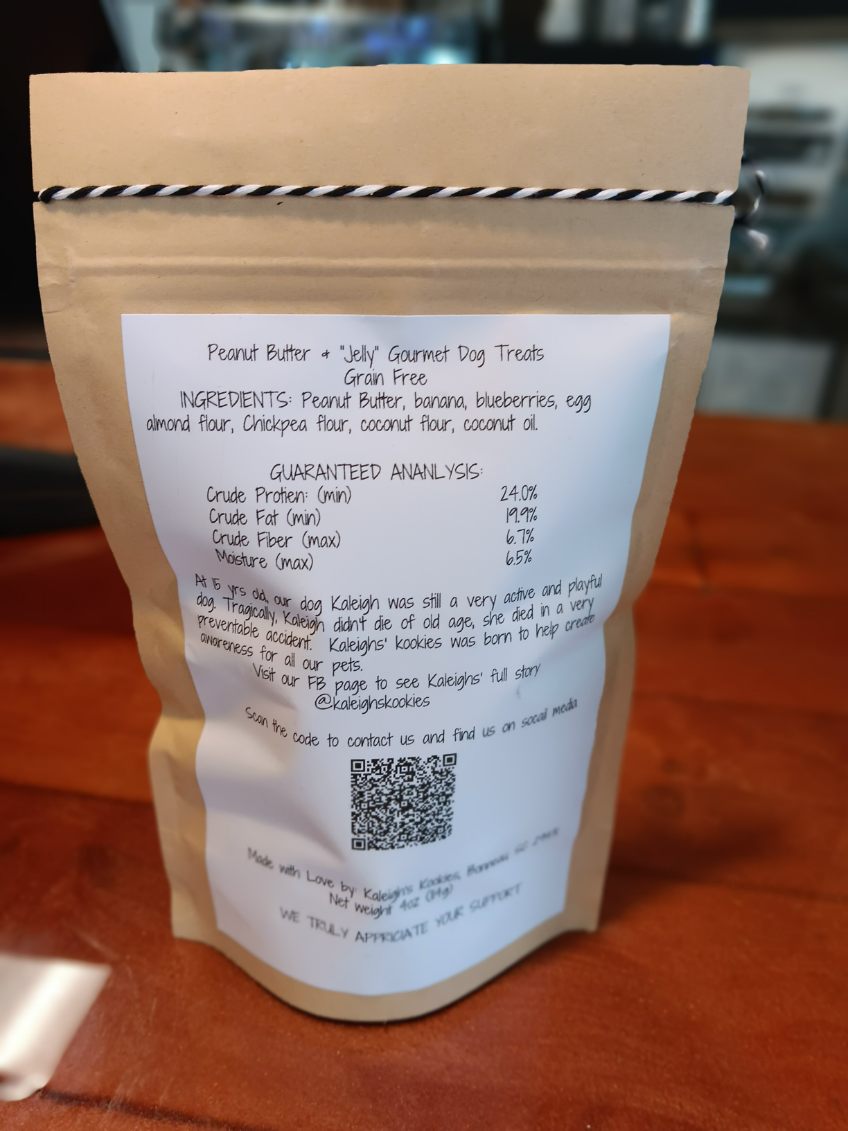 Peanut Butter + "Jelly" Gourmet Dog Treats
Grain Free
INGREDIENTS: Peanut Butter, banana, blueberries, egg
almond flour, Chickpea flour, coconut flour, coconut oil.
GUARANTEED ANANLYSIS:
Crude Protien: (min) 24.0%
Crude Fat (min) 19.9%
Crude Fiber (max) 6.7%
Moisture (max) 6.5%
At 15 yrs old, our dog Kaleigh was still a very active and playful
dog. Tragically, Kaleigh didn't die of old age, she died in a very
preventable accident. Kaleighs' kookies was born to help create
awareness for all our pets.
Visit our FB page to see Kaleighs' full story
@kaleighskookies
Scan the code to contact us and find us on socail media
Made with Love by: Kaleigh's Kookies, Bonneau SC
Net weight 4oz (114g)
WE TRULY APPRICIATE YOUR SUPPORT